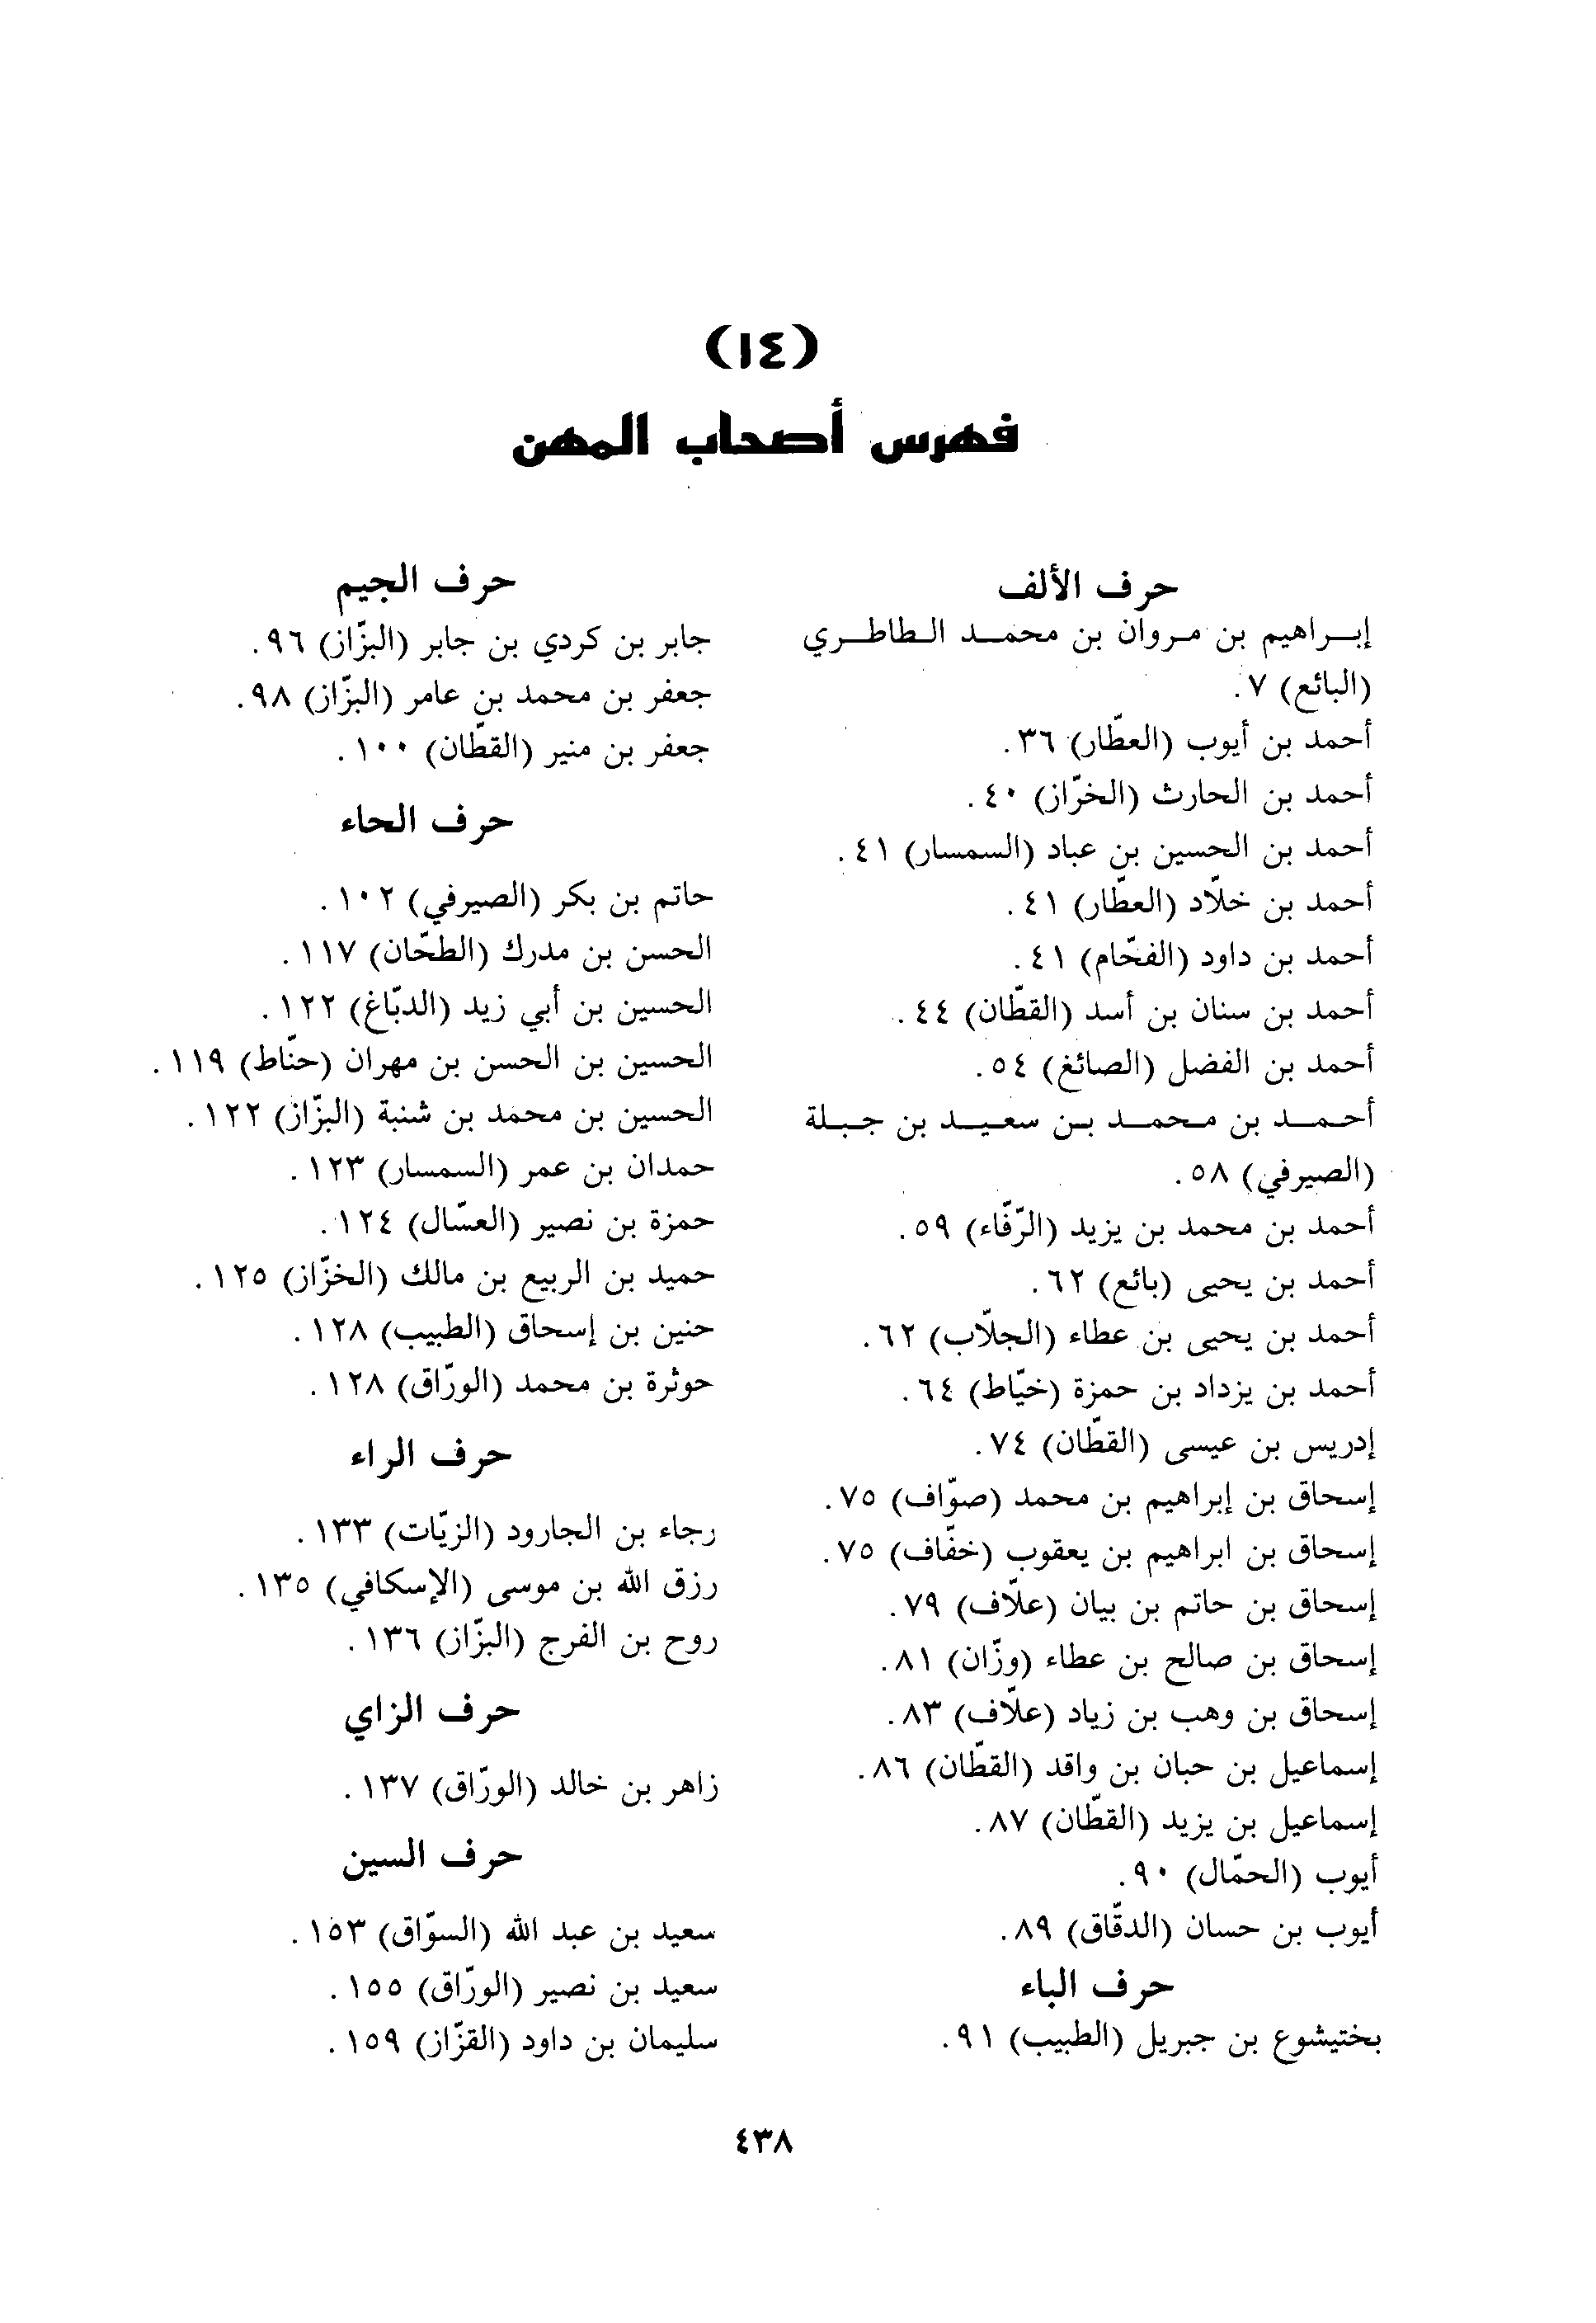 (١٤)
فهرس أصحاب المهن
حرف الألف
إبراهيم بن مروان بن محمد الطاطري
(البائع) ٧.
أحمد بن أيوب (العطّار) ٣٦.
أحمد بن الحارث (الخرّاز) ٤٠.
أحمد بن الحسين بن عباد (السمسار) ٤١.
أحمد بن خلّاد (العطّار) ٤١.
أحمد بن داود (الفحّام) ٤١.
أحمد بن سنان بن أسد (القطّان) ٤٤.
أحمد بن الفضل (الصائغ) ٥٤.
أحمد بن محمد بن سعيد بن جبلة
(الصيرفي) ٥٨.
أحمد بن محمد بن يزيد (الرّفّاء) ٥٩.
أحمد بن يحيى (بائع) ٦٢.
أحمد بن يحيى بن عطاء (الجلّاب) ٦٢.
أحمد بن يزداد بن حمزة (خيّاط) ٦٤.
إدريس بن عيسى (القطّان) ٧٤.
إسحاق بن إبراهيم بن محمد (صوّاف) ٧٥.
إسحاق بن ابراهيم بن يعقوب (خفّاف) ٧٥.
إسحاق بن حاتم بن بيان (علّاف) ٧٩.
إسحاق بن صالح بن عطاء (وزّان) ٨١.
إسحاق بن وهب بن زياد (علّاف) ٨٣.
إسماعيل بن حبان بن واقد (القطّان) ٨٦.
إسماعيل بن يزيد (القطّان) ٨٧.
أيوب (الحمّال) ٩٠.
أيوب بن حسان (الدقّاق) ٨٩.
حرف الباء
بختيشوع بن جبريل (الطبيب) ٩١.
حرف الجيم
جابر بن كردي بن جابر (البزّاز) ٩٦.
جعفر بن محمد بن عامر (البزّاز) ٩٨.
جعفر بن منير (القطّان) ١٠٠.
حرف الحاء
حاتم بن بكر (الصيرفي) ١٠٢.
الحسن بن مدرك (الطحّان) ١١٧.
الحسين بن أبي زيد (الدبّاغ) ١٢٢.
الحسين بن الحسن بن مهران (حنّاط) ١١٩.
الحسين بن محمد بن شنبة (البزّاز) ١٢٢.
حمدان بن عمر (السمسار) ١٢٣.
حمزة بن نصير (العسّال) ١٢٤.
حميد بن الربيع بن مالك (الخزّاز) ١٢٥.
حنين بن إسحاق (الطبيب) ١٢٨.
حوثرة بن محمد (الورّاق) ١٢٨.
حرف الراء
رجاء بن الجارود (الزيّات) ١٣٣.
رزق الله بن موسى (الإسكافي) ١٣٥.
روح بن الفرج (البزّاز) ١٣٦.
حرف الزاي
زاهر بن خالد (الورّاق) ١٣٧.
حرف السين
سعيد بن عبد الله (السوّاق) ١٥٣.
سعيد بن نصير (الورّاق) ١٥٥.
سليمان بن داود (القزّاز) ١٥٩.
٤٣٨